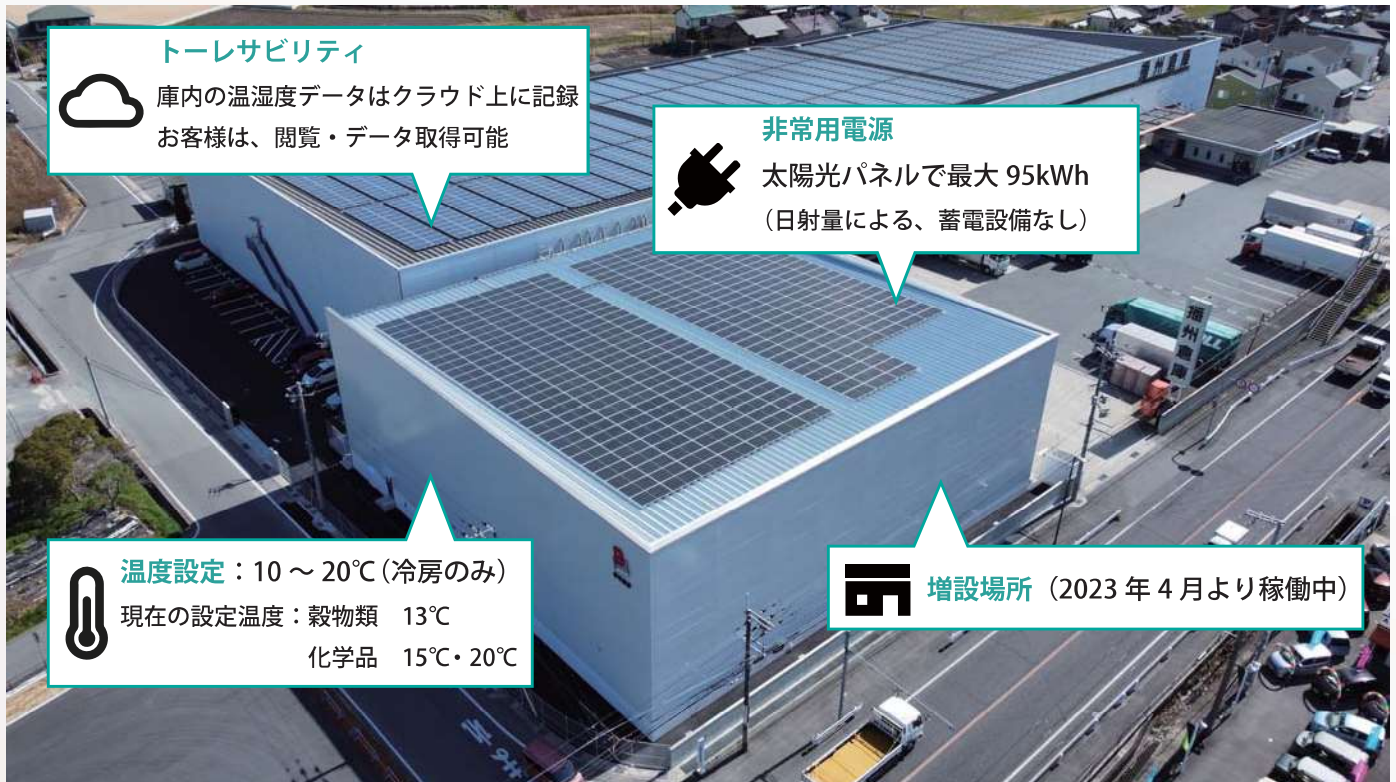 トーレサビリティ
庫内の温湿度データはクラウド上に記録
お客様は、閲覧・データ取得可能
非常用電源
太陽光パネルで最大 95kWh
（日射量による、蓄電設備なし）
温度設定：10 ～ 20℃（冷房のみ）
現在の設定温度：穀物類　13℃
化学品　15℃・20℃
増設場所（2023 年 4 月より稼働中）
播州倉庫